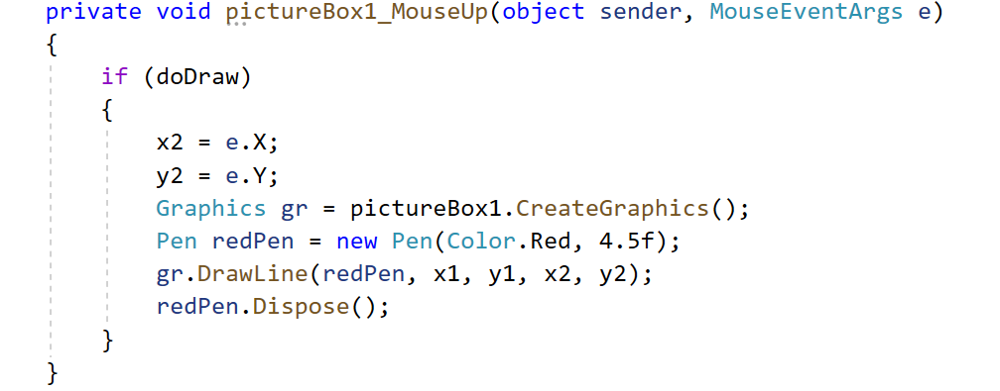 private void pictureBox1_MouseUp(object sender, MouseEventArgs e)
{
    if (doDraw)
    {
        x2 = e.X;
        y2 = e.Y;
        Graphics gr = pictureBox1.CreateGraphics();
        Pen redPen = new Pen(Color.Red, 4.5f);
        gr.DrawLine(redPen, x1, y1, x2, y2);
        redPen.Dispose();
    }
}